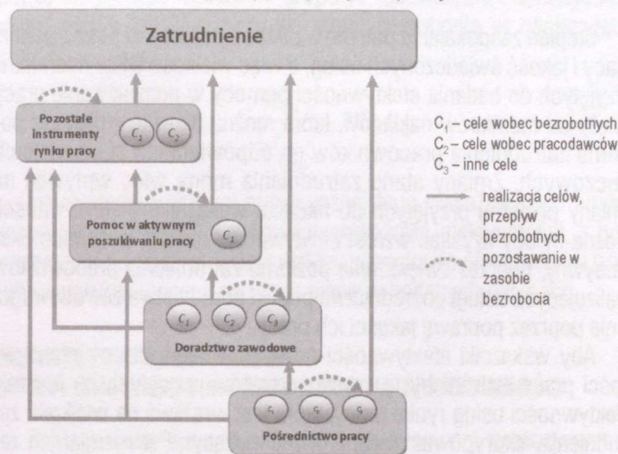 Zatrudnienie
Pozostałe
instrumenty
rynku pracy
C₁ C₂
C₁ – cele wobec bezrobotnych
C₂ – cele wobec pracodawców
C₃ – inne cele
realizacja celów,
przepływ
bezrobotnych
pozostawanie w
zasobie
bezrobocia
Pomoc w aktywnym
poszukiwaniu pracy
C₁
C₁ C₂ C₃
Doradztwo zawodowe
Pośrednictwo pracy